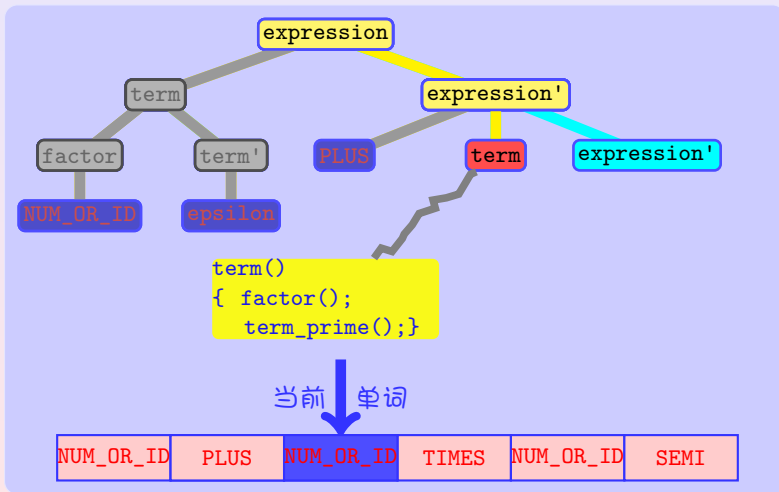 expression
term expression'
factor term' PLUS term expression'
NUM_OR_ID epsilon
term()
{ factor();
term_prime();}
当前 单词
NUM_OR_ID PLUS NUM_OR_ID TIMES NUM_OR_ID SEMI